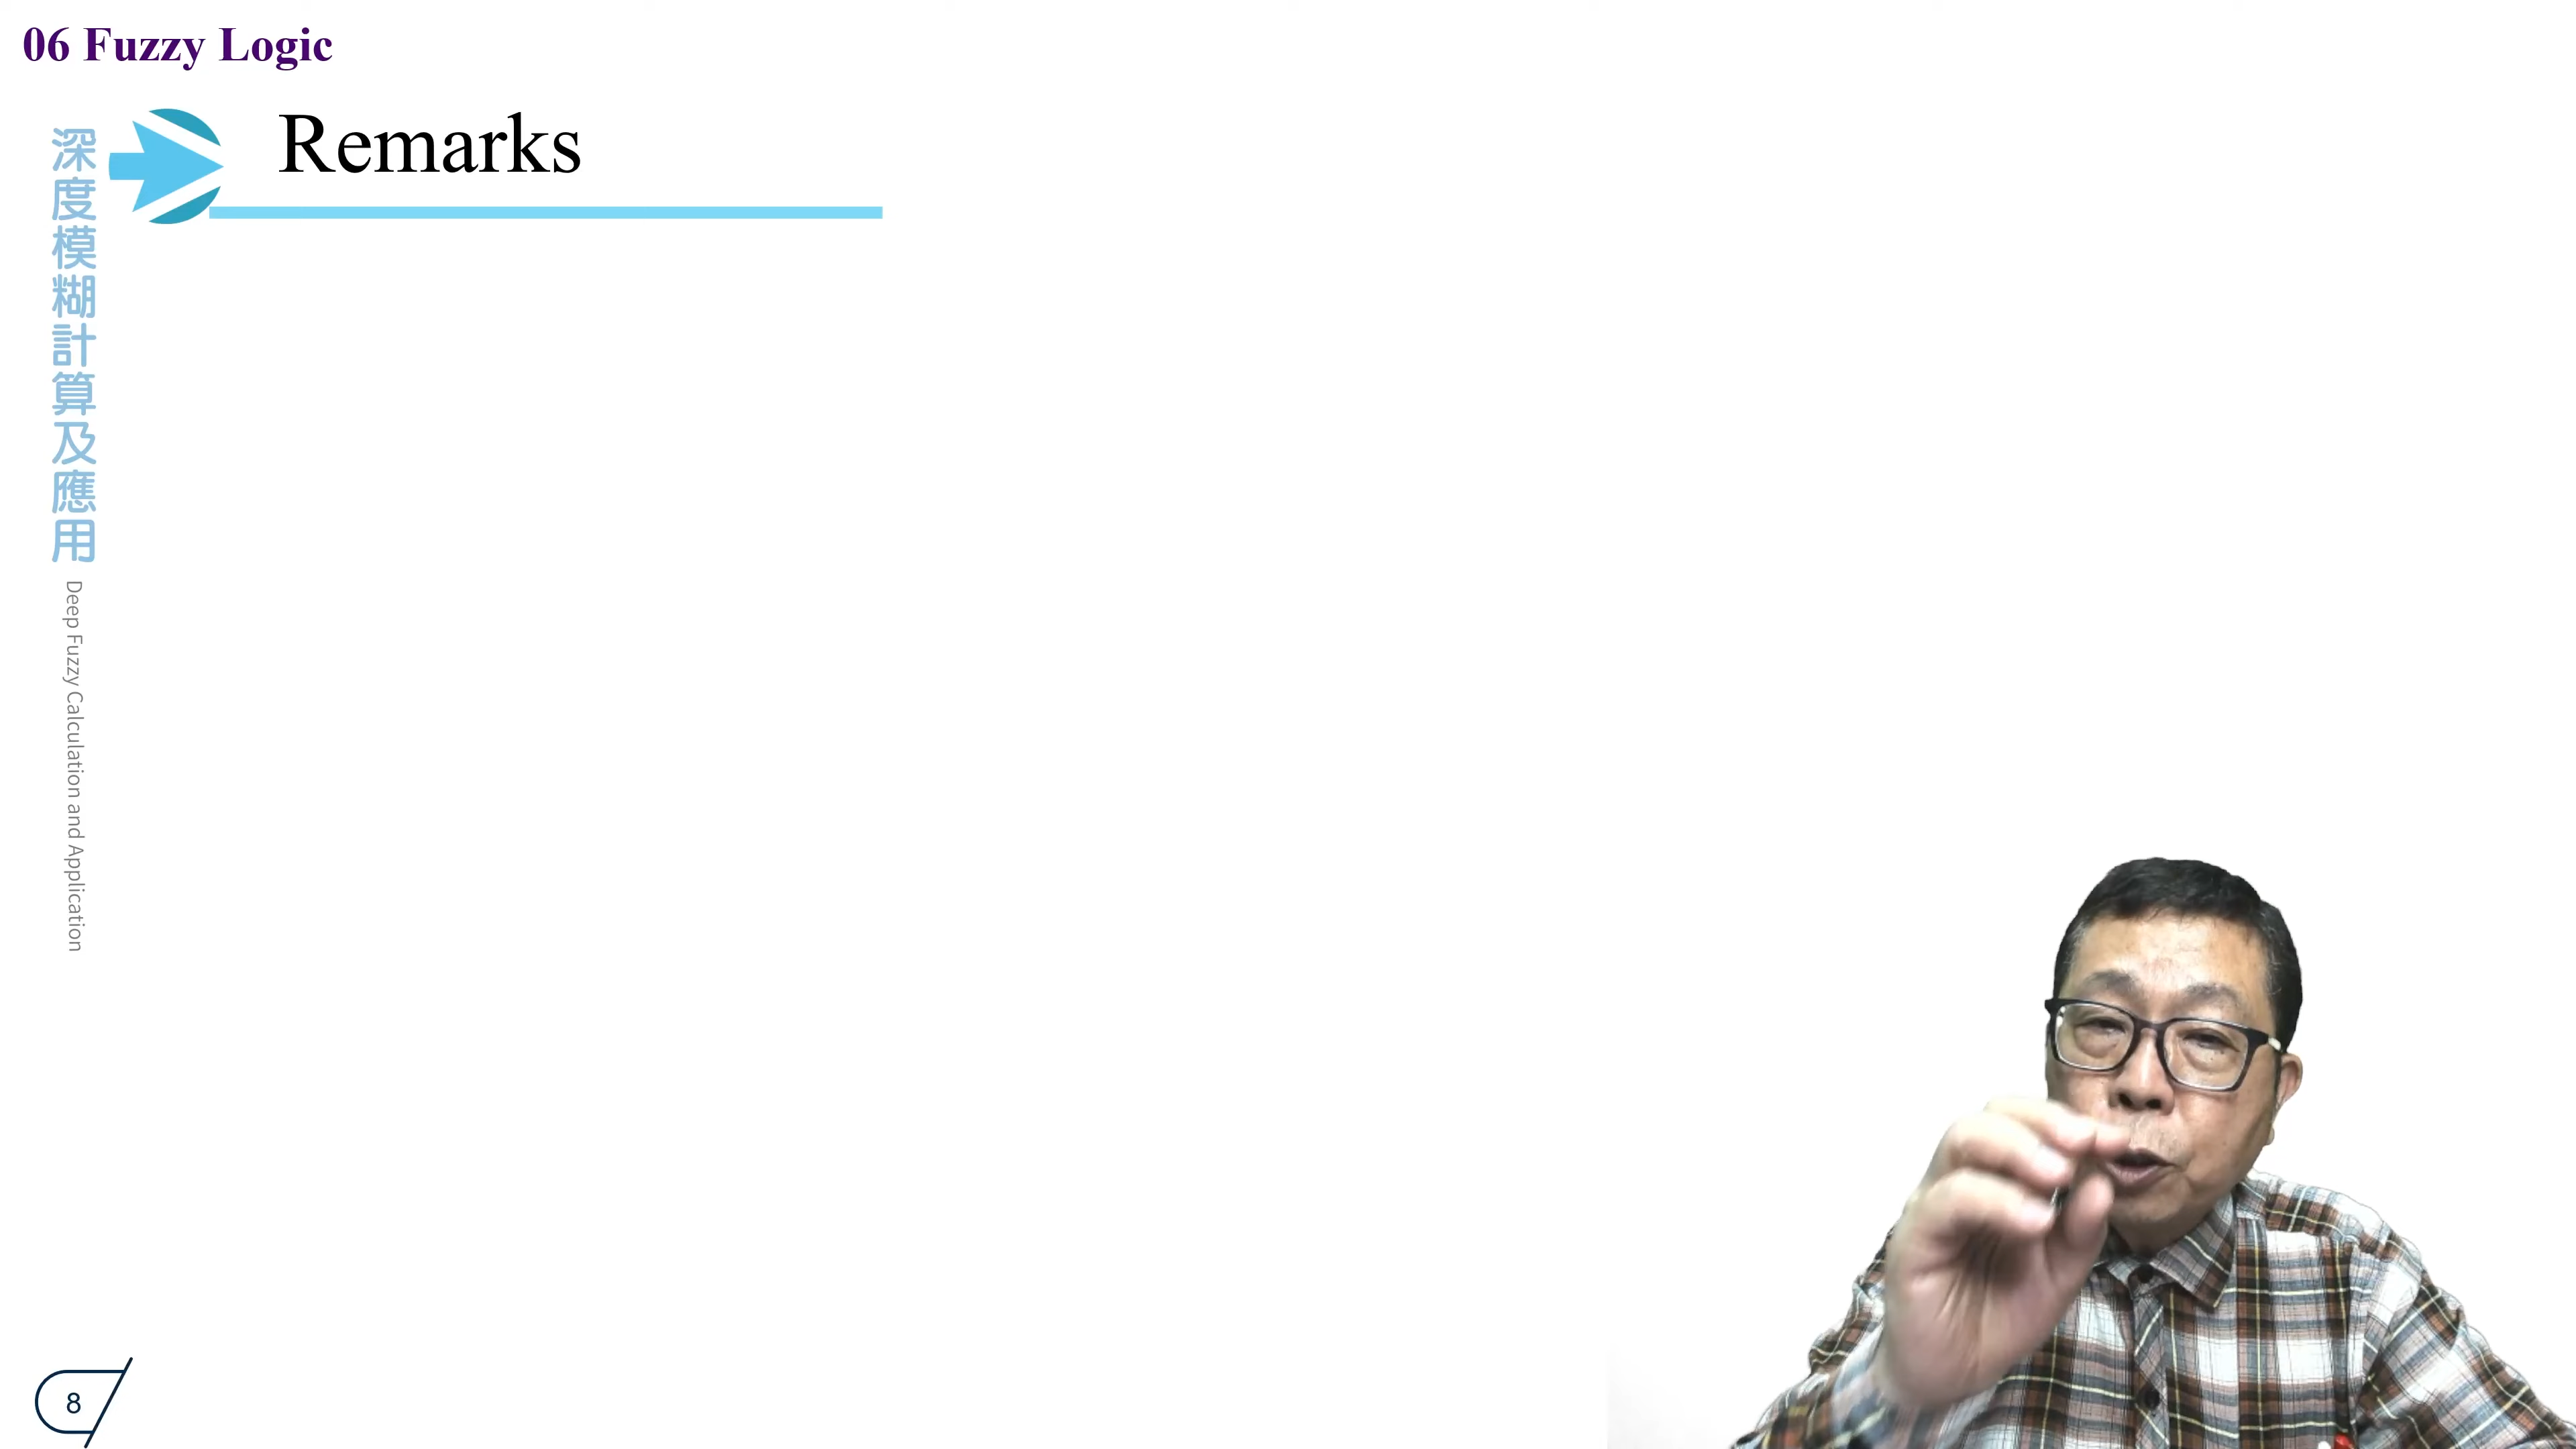 06 Fuzzy Logic
Remarks
深度模糊計算及應用
Deep Fuzzy Calculation and Application
8